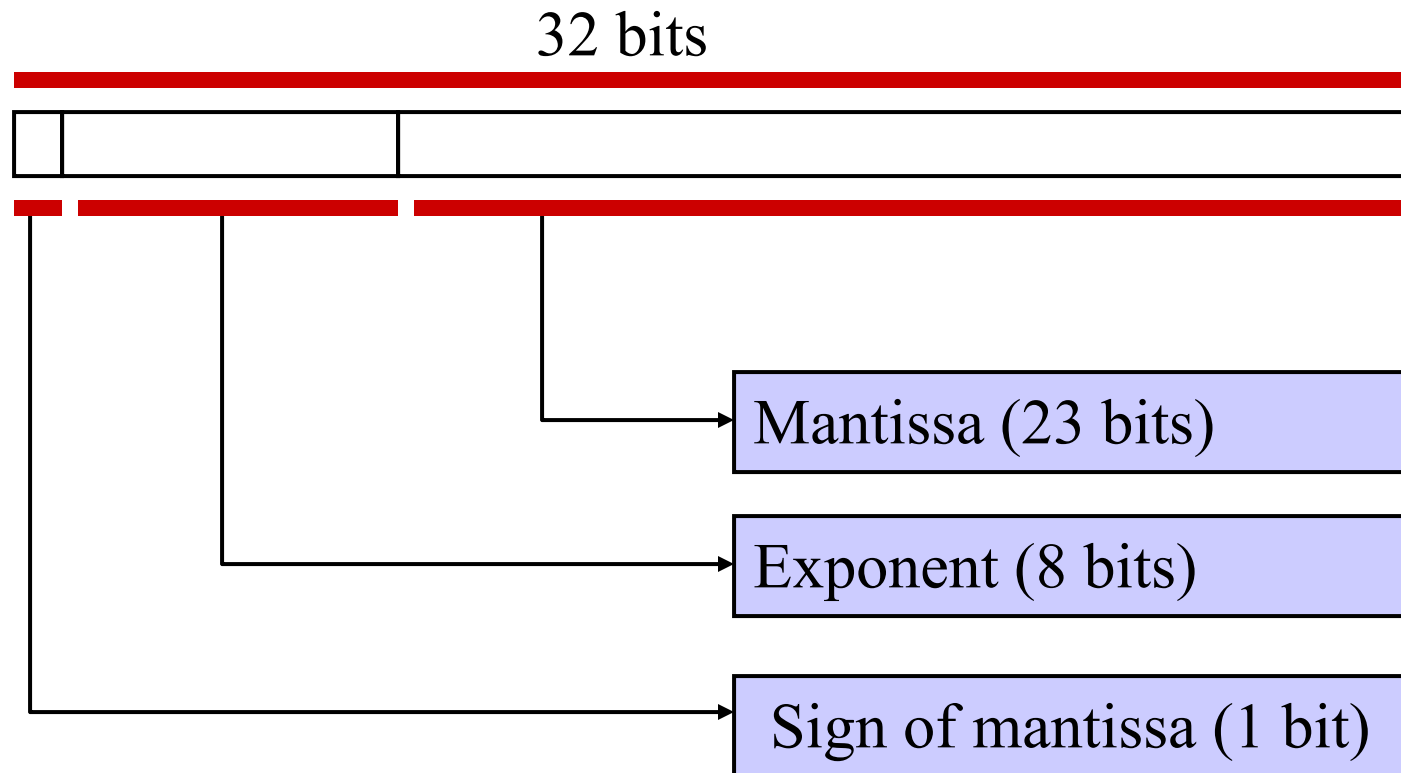 32 bits
Mantissa (23 bits)
Exponent (8 bits)
Sign of mantissa (1 bit)